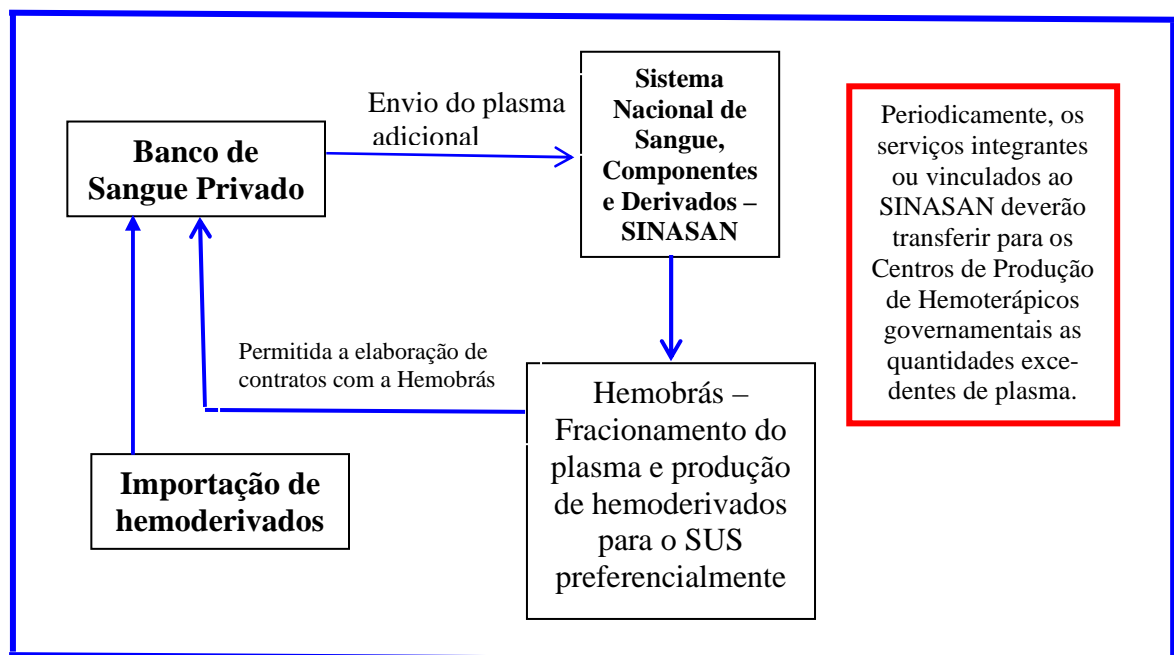 Envio do plasma
adicional
Banco de
Sangue Privado
Sistema
Nacional de
Sangue,
Componentes
e Derivados –
SINASAN
Periodicamente, os
serviços integrantes
ou vinculados ao
SINASAN deverão
transferir para os
Centros de Produção
de Hemoterápicos
governamentais as
quantidades exce-
dentes de plasma.
Permitida a elaboração de
contratos com a Hemobrás
Hemobrás –
Fracionamento do
plasma e produção
de hemoderivados
para o SUS
preferencialmente
Importação de
hemoderivados